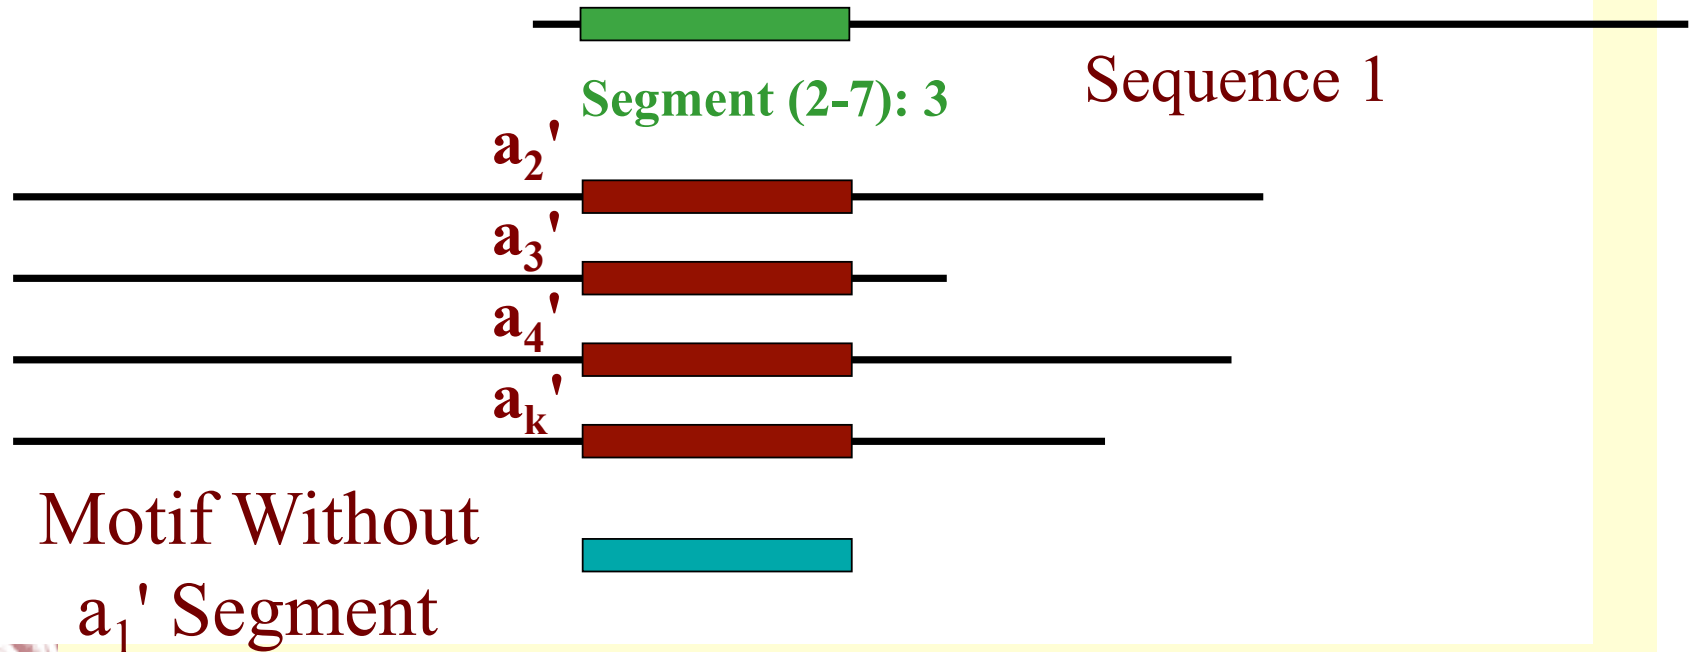 Sequence 1
Segment (2-7): 3
a2'
a3'
a4'
ak'
Motif Without
a1' Segment